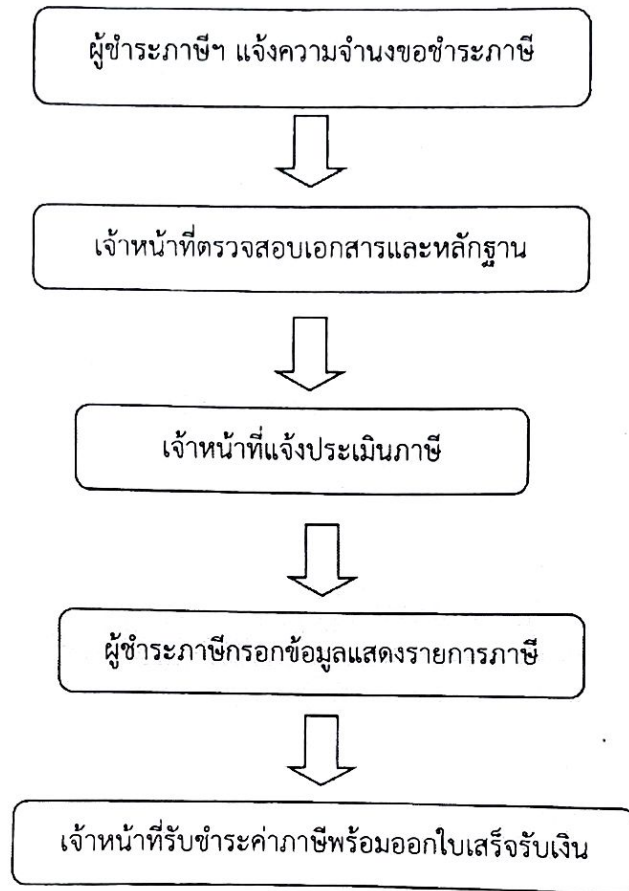 ผู้ชำระภาษีฯ แจ้งความจำนงขอชำระภาษี
เจ้าหน้าที่ตรวจสอบเอกสารและหลักฐาน
เจ้าหน้าที่แจ้งประเมินภาษี
ผู้ชำระภาษีกรอกข้อมูลแสดงรายการภาษี
เจ้าหน้าที่รับชำระค่าภาษีพร้อมออกใบเสร็จรับเงิน